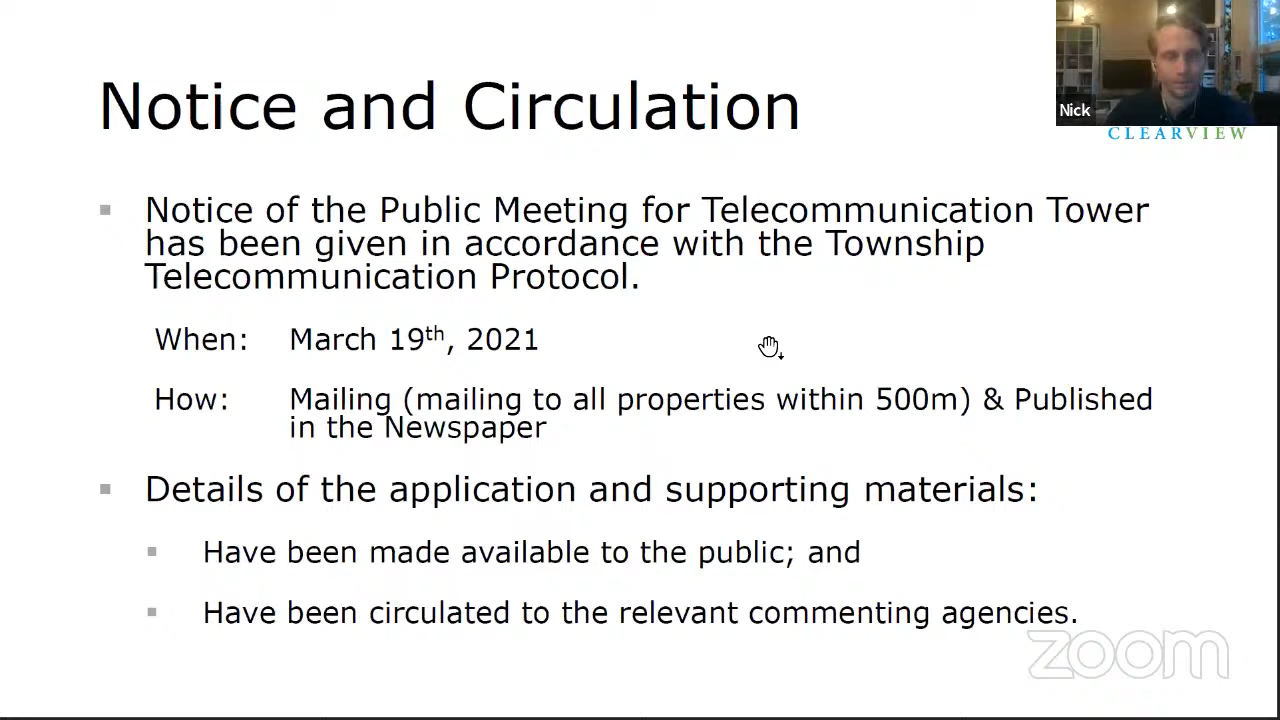 Notice and Circulation
Nick
CLEARVIEW
Notice of the Public Meeting for Telecommunication Tower
has been given in accordance with the Township
Telecommunication Protocol.
When: March 19th, 2021
How: Mailing (mailing to all properties within 500m) & Published
in the Newspaper
Details of the application and supporting materials:
Have been made available to the public; and
Have been circulated to the relevant commenting agencies.
zoom